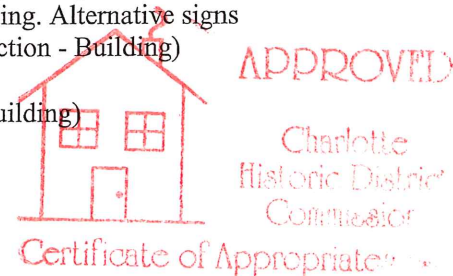 ing. Alternative signs
ction - Building)
uilding)
APPROVED
Charlotte
Historic District
Commission
Certificate of Appropriate